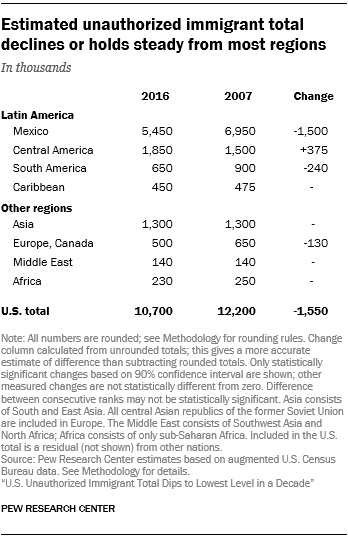 Estimated unauthorized immigrant total
declines or holds steady from most regions
In thousands
2016 2007 Change
Latin America
Mexico 5,450 6,950 -1,500
Central America 1,850 1,500 +375
South America 650 900 -240
Caribbean 450 475 -
Other regions
Asia 1,300 1,300 -
Europe, Canada 500 650 -130
Middle East 140 140 -
Africa 230 250 -
U.S. total 10,700 12,200 -1,550
Note: All numbers are rounded; see Methodology for rounding rules. Change
column calculated from unrounded totals; this gives a more accurate
estimate of difference than subtracting rounded totals. Only statistically
significant changes based on 90% confidence interval are shown; other
measured changes are not statistically different from zero. Difference
between consecutive ranks may not be statistically significant. Asia consists
of South and East Asia. All central Asian republics of the former Soviet Union
are included in Europe. The Middle East consists of Southwest Asia and
North Africa; Africa consists of only sub-Saharan Africa. Included in the U.S.
total is a residual (not shown) from other nations.
Source: Pew Research Center estimates based on augmented U.S. Census
Bureau data. See Methodology for details.
“U.S. Unauthorized Immigrant Total Dips to Lowest Level in a Decade”
PEW RESEARCH CENTER